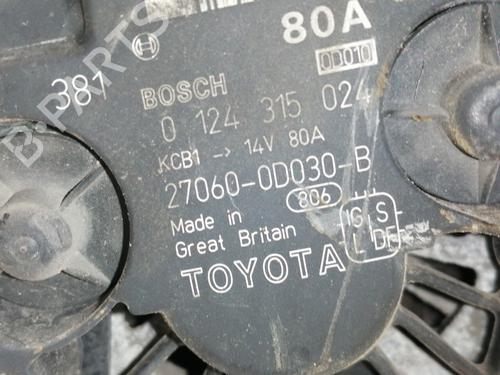 80A
0D010
387
BOSCH
0 124 315 024
KCB1 → 14V 80A
27060-0D030-B
806
Made in
Great Britain
IG S
L DF
TOYOTA
B PARTS